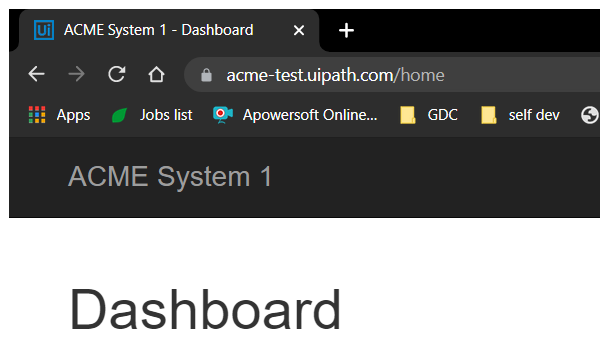 Ui ACME System 1 - Dashboard
acme-test.uipath.com/home
Apps Jobs list Apowersoft Online... GDC self dev
ACME System 1
Dashboard